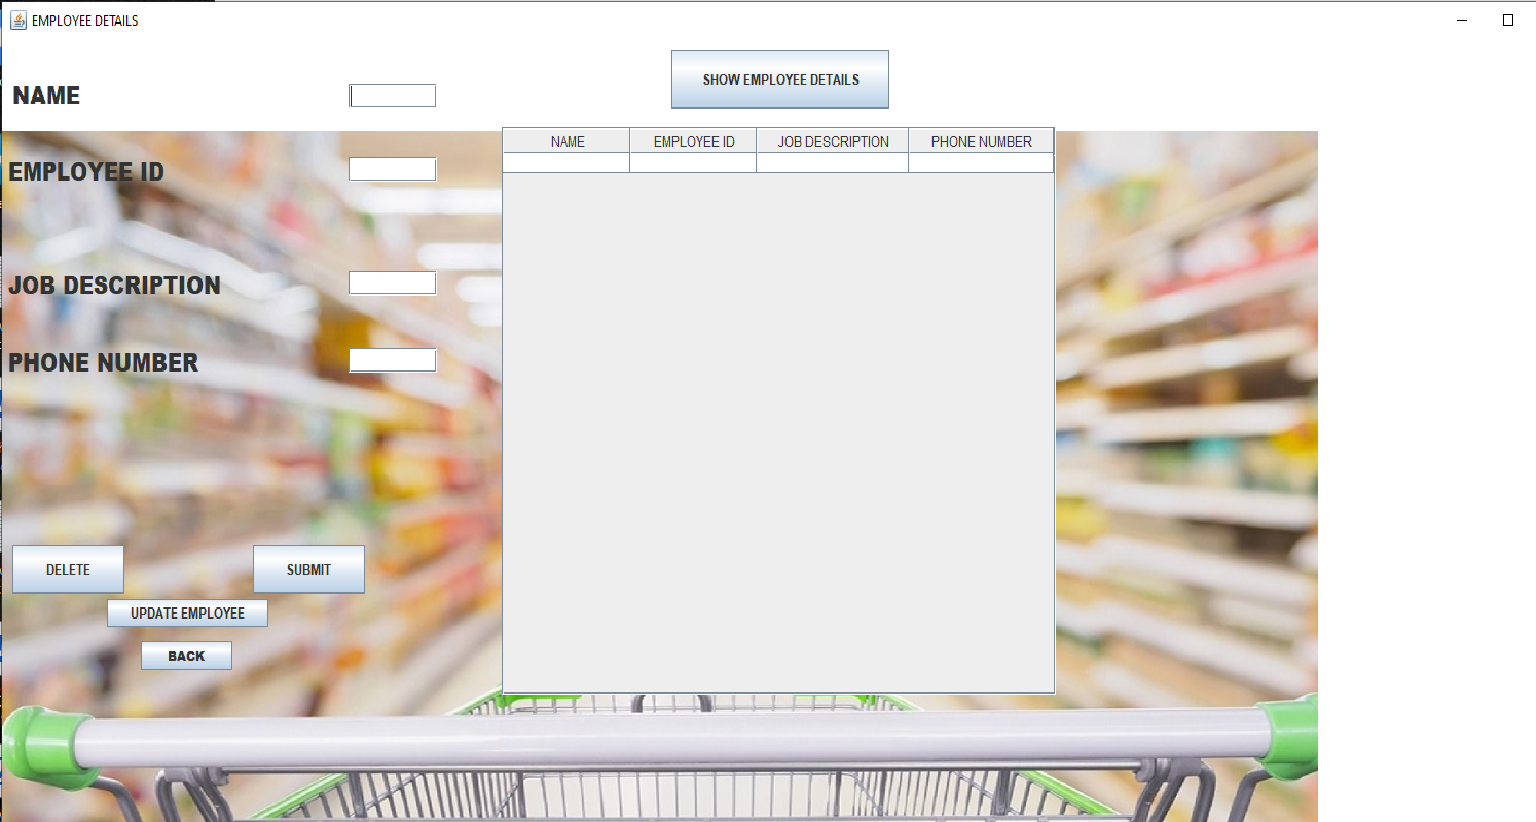 EMPLOYEE DETAILS
SHOW EMPLOYEE DETAILS
NAME
NAME EMPLOYEE ID JOB DESCRIPTION PHONE NUMBER
EMPLOYEE ID
JOB DESCRIPTION
PHONE NUMBER
DELETE SUBMIT
UPDATE EMPLOYEE
BACK